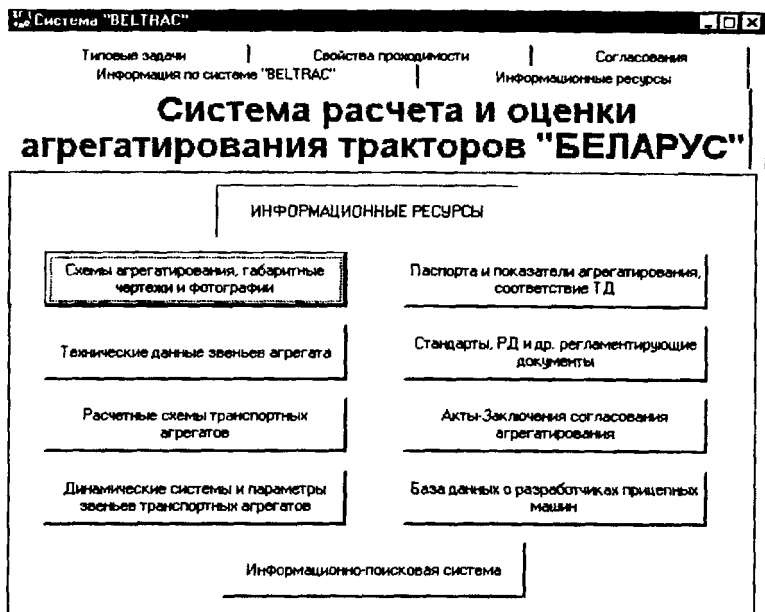 Система "BELTRAC"
Типовые задачи
Свойства проходимости
Согласования
Информация по системе "BELTRAC"
Информационные ресурсы
Система расчета и оценки
агрегатирования тракторов "БЕЛАРУС"
ИНФОРМАЦИОННЫЕ РЕСУРСЫ
Схемы агрегатирования, габаритные
чертежи и фотографии
Паспорта и показатели агрегатирования,
соответствие ТД
Технические данные звеньев агрегата
Стандарты, РД и др. регламентирующие
документы
Расчетные схемы транспортных
агрегатов
Акты-Заключения согласования
агрегатирования
Динамические системы и параметры
звеньев транспортных агрегатов
База данных о разработчиках прицепных
машин
Информационно-поисковая система